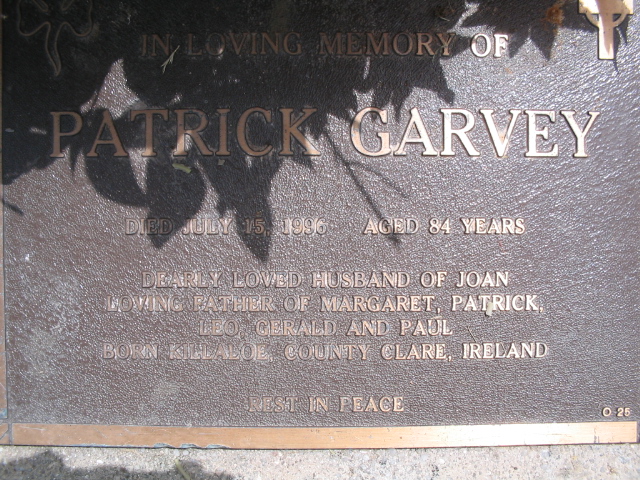 IN LOVING MEMORY OF
PATRICK GARVEY
DIED JULY 15, 1996 AGED 84 YEARS
DEARLY LOVED HUSBAND OF JOAN
LOVING FATHER OF MARGARET, PATRICK,
LEO, GERALD AND PAUL
BORN KILLALOE, COUNTY CLARE, IRELAND
REST IN PEACE
O 25